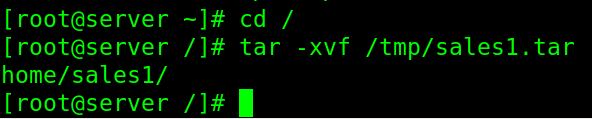 [root@server ~]# cd /
[root@server /]# tar -xvf /tmp/sales1.tar
home/sales1/
[root@server /]#